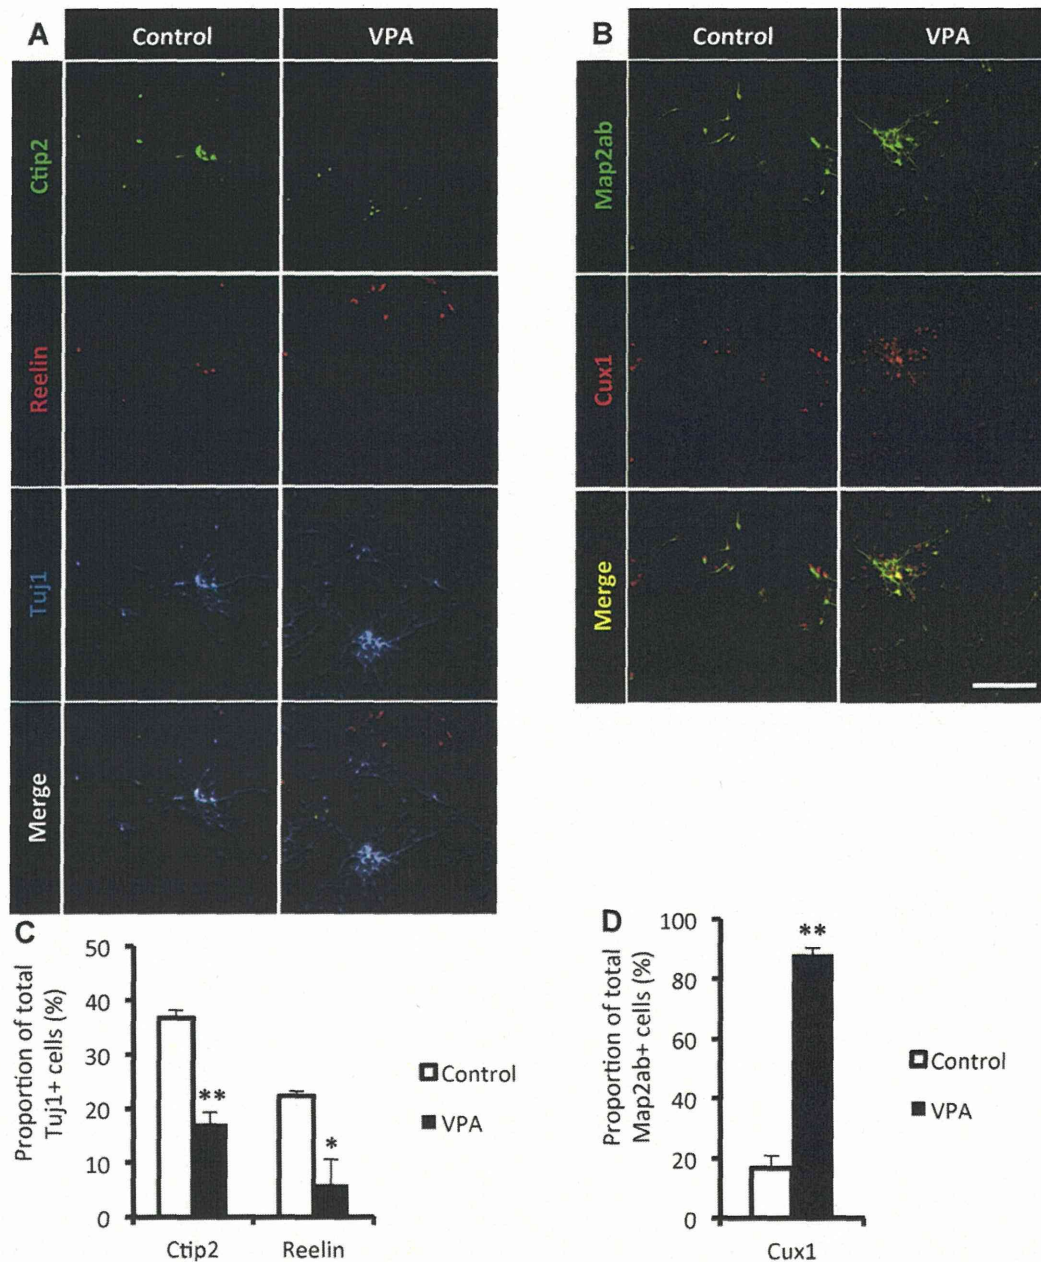 A
Control
VPA
Ctip2
Reelin
Tuj1
Merge
B
Control
VPA
Map2ab
Cux1
Merge
C
Proportion of total
Tuj1+ cells (%)
50
40
30
20
10
0
**
*
Ctip2
Reelin
Control
VPA
D
Proportion of total
Map2ab+ cells (%)
100
80
60
40
20
0
**
Cux1
Control
VPA